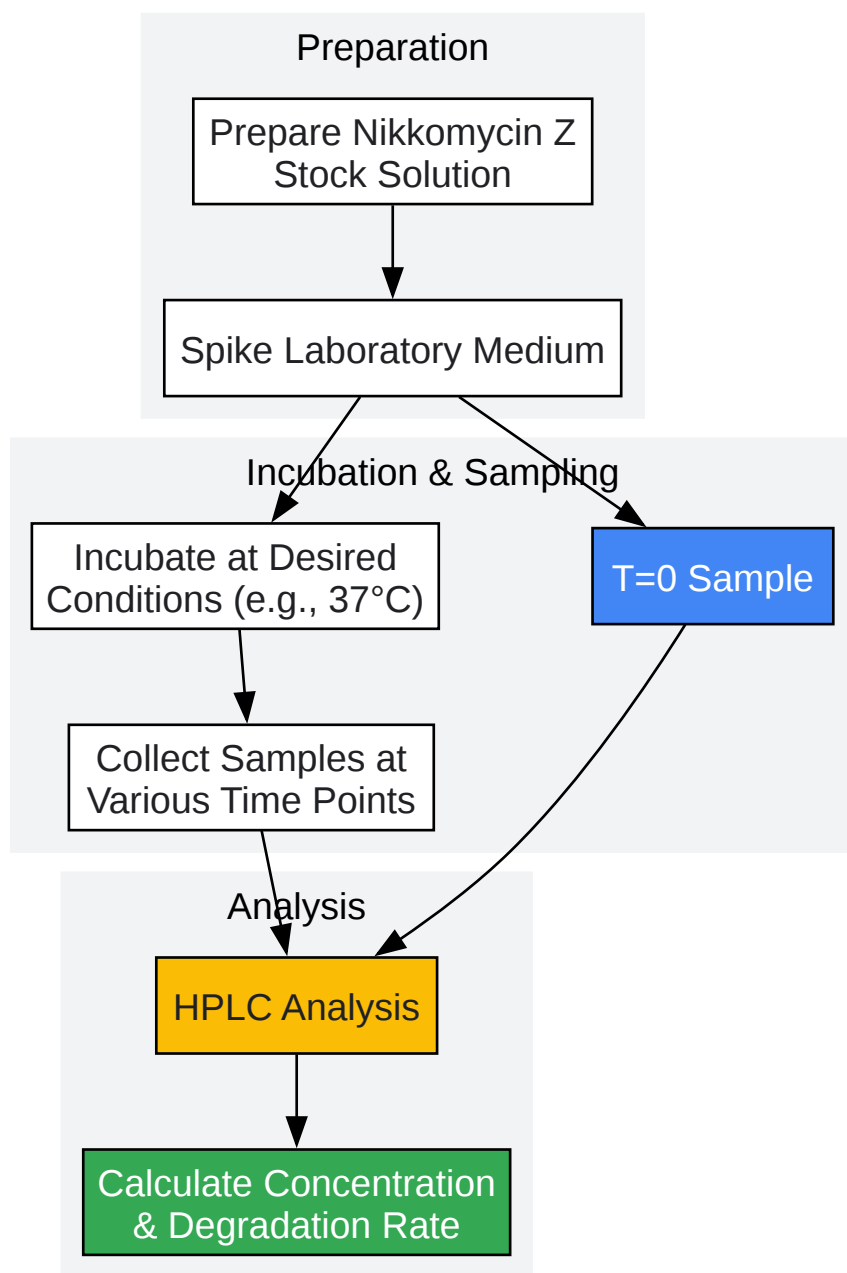 Preparation
Prepare Nikkomycin Z
Stock Solution
Spike Laboratory Medium
Incubation & Sampling
Incubate at Desired
Conditions (e.g., 37°C)
T=0 Sample
Collect Samples at
Various Time Points
Analysis
HPLC Analysis
Calculate Concentration
& Degradation Rate